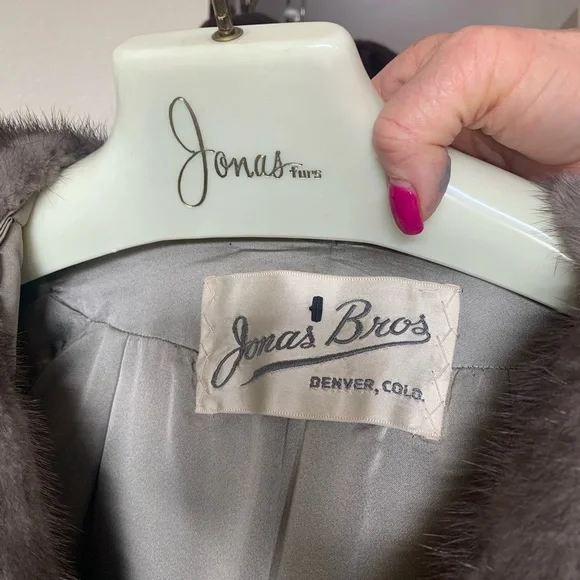 Jonas furs
Jonas Bros
DENVER, COLO.